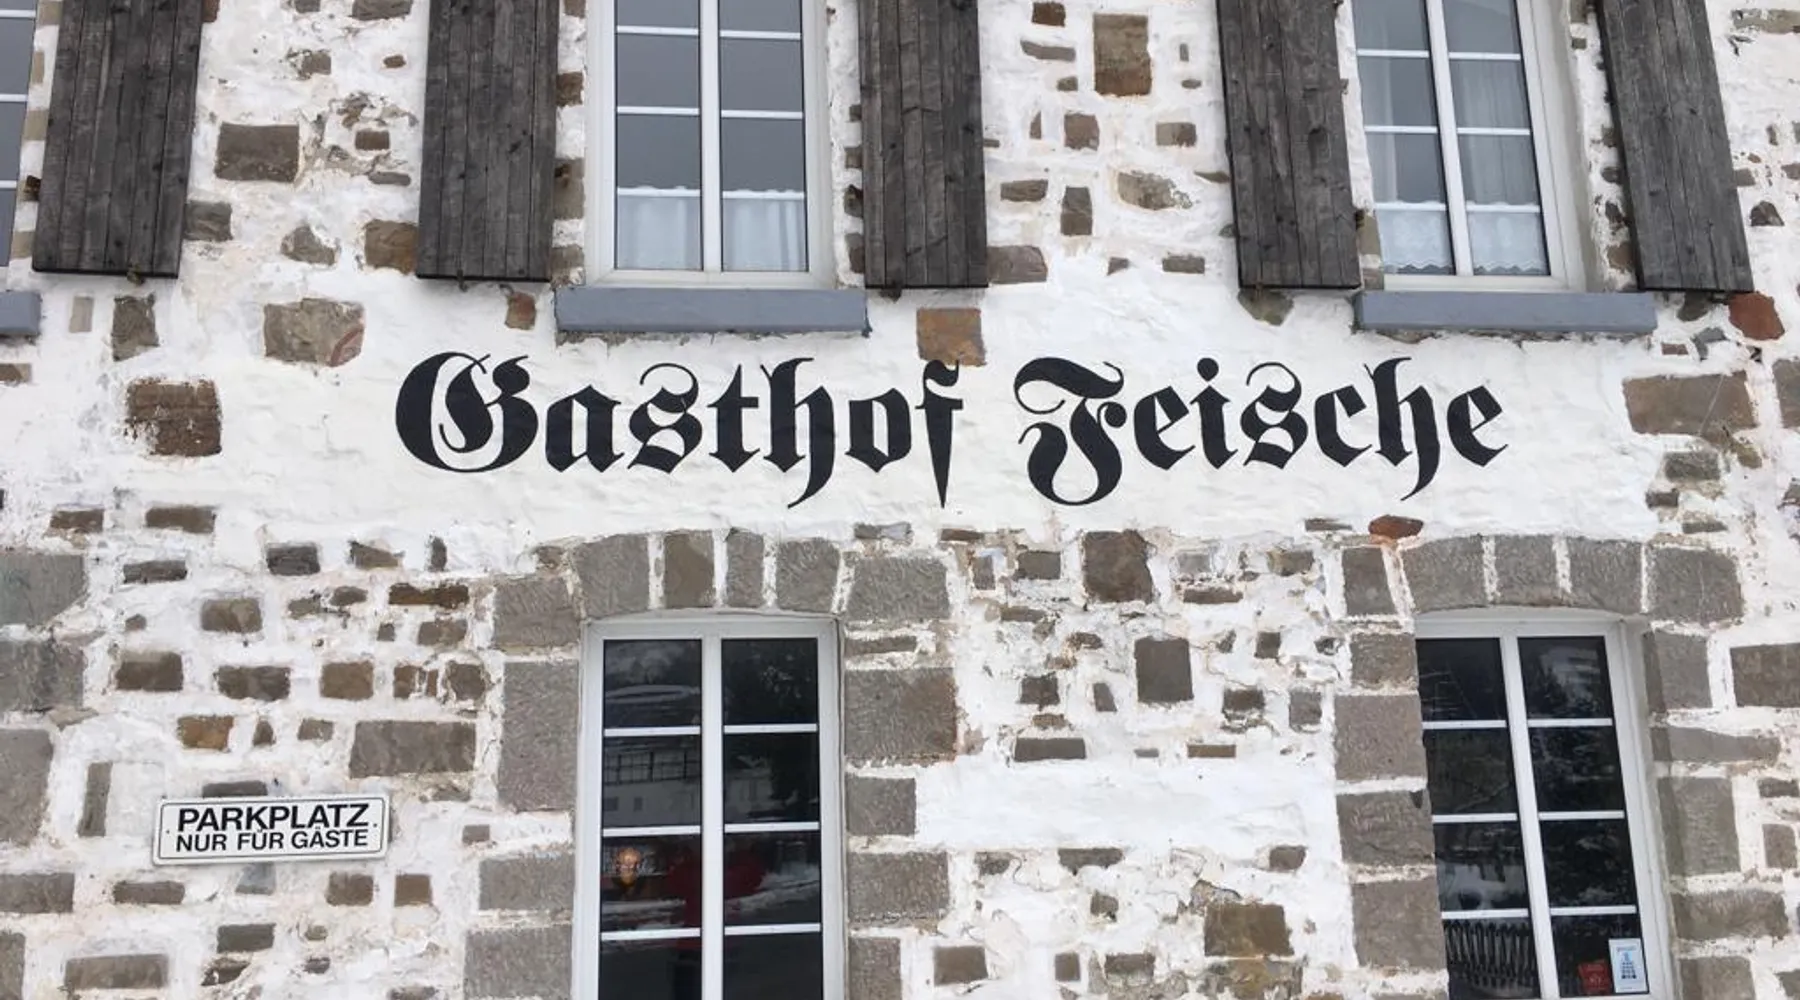 Gasthof Feische
PARKPLATZ
NUR FÜR GÄSTE